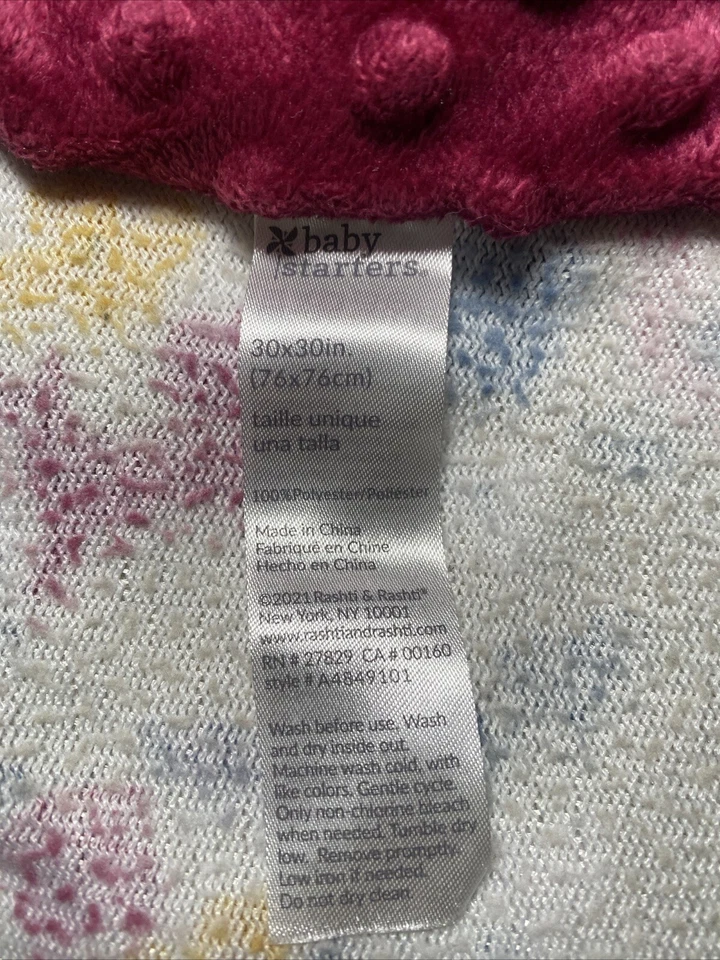 baby
starters
30x30in.
(76x76cm)
taille unique
una talla
100%Polyester/Poliéster
Made in China
Fabriqué en Chine
Hecho en China
©2021 Rashti & Rashti®
New York, NY 10001
www.rashtiandrashti.com
RN # 27829 CA # 00160
style # A4849101
Wash before use. Wash
and dry inside out.
Machine wash cold, with
like colors. Gentle cycle.
Only non-chlorine bleach
when needed. Tumble dry
low. Remove promptly.
Low iron if needed.
Do not dry clean